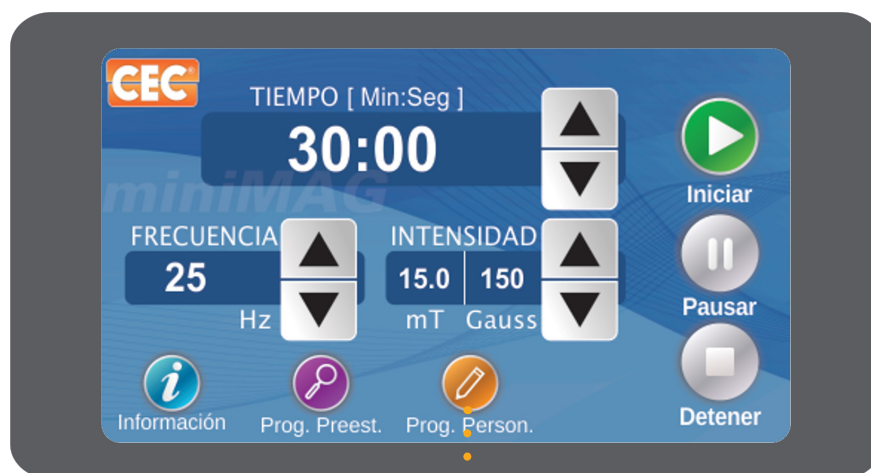 CEC
TIEMPO [ Min:Seg ]
30:00
miniMAG
FRECUENCIA
25
Hz
INTENSIDAD
15.0 150
mT Gauss
Iniciar
Pausar
Detener
i
Información
Prog. Preest.
Prog. Person.